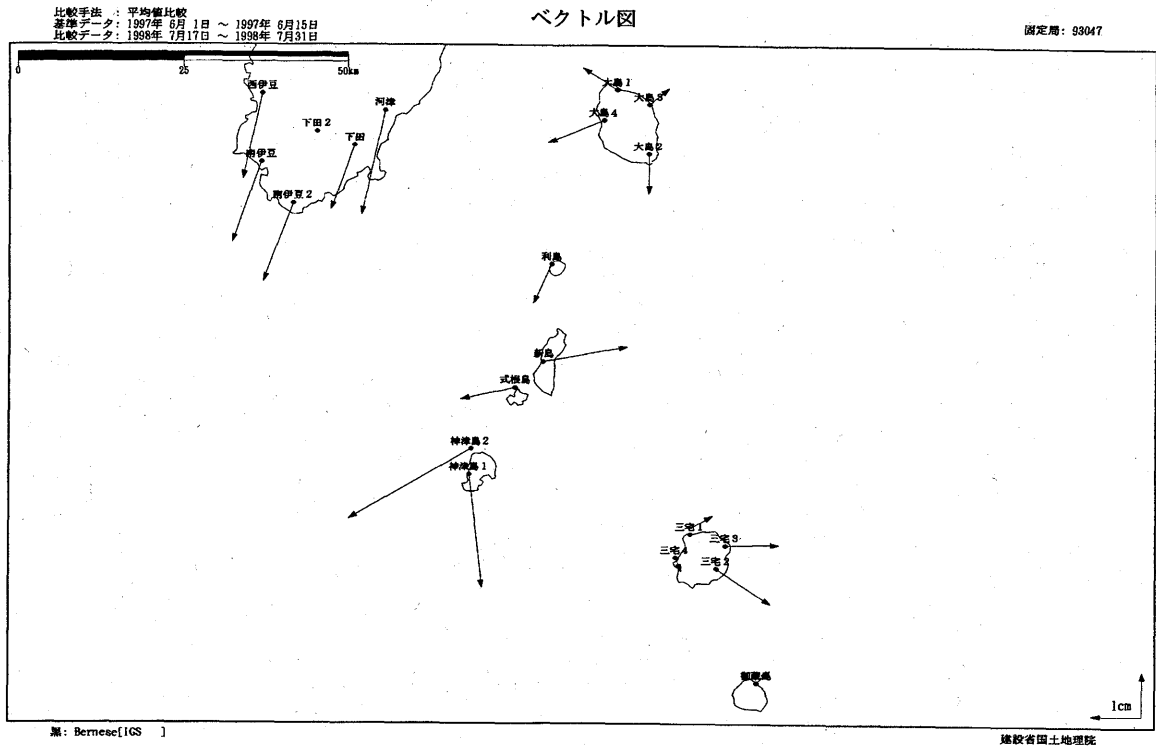 ベクトル図
比較手法 : 平均値比較
基準データ: 1997年 6月 1日 ～ 1997年 6月15日
比較データ: 1998年 7月17日 ～ 1998年 7月31日
固定局: 93047
0 25 50km
西伊豆
河津
下田2
下田
南伊豆
南伊豆2
大島1
大島3
大島4
大島2
利島
新島
式根島
神津島2
神津島1
三宅1
三宅3
三宅4
三宅2
御蔵島
1cm
黒: Bernese[IGS ]
建設省国土地理院